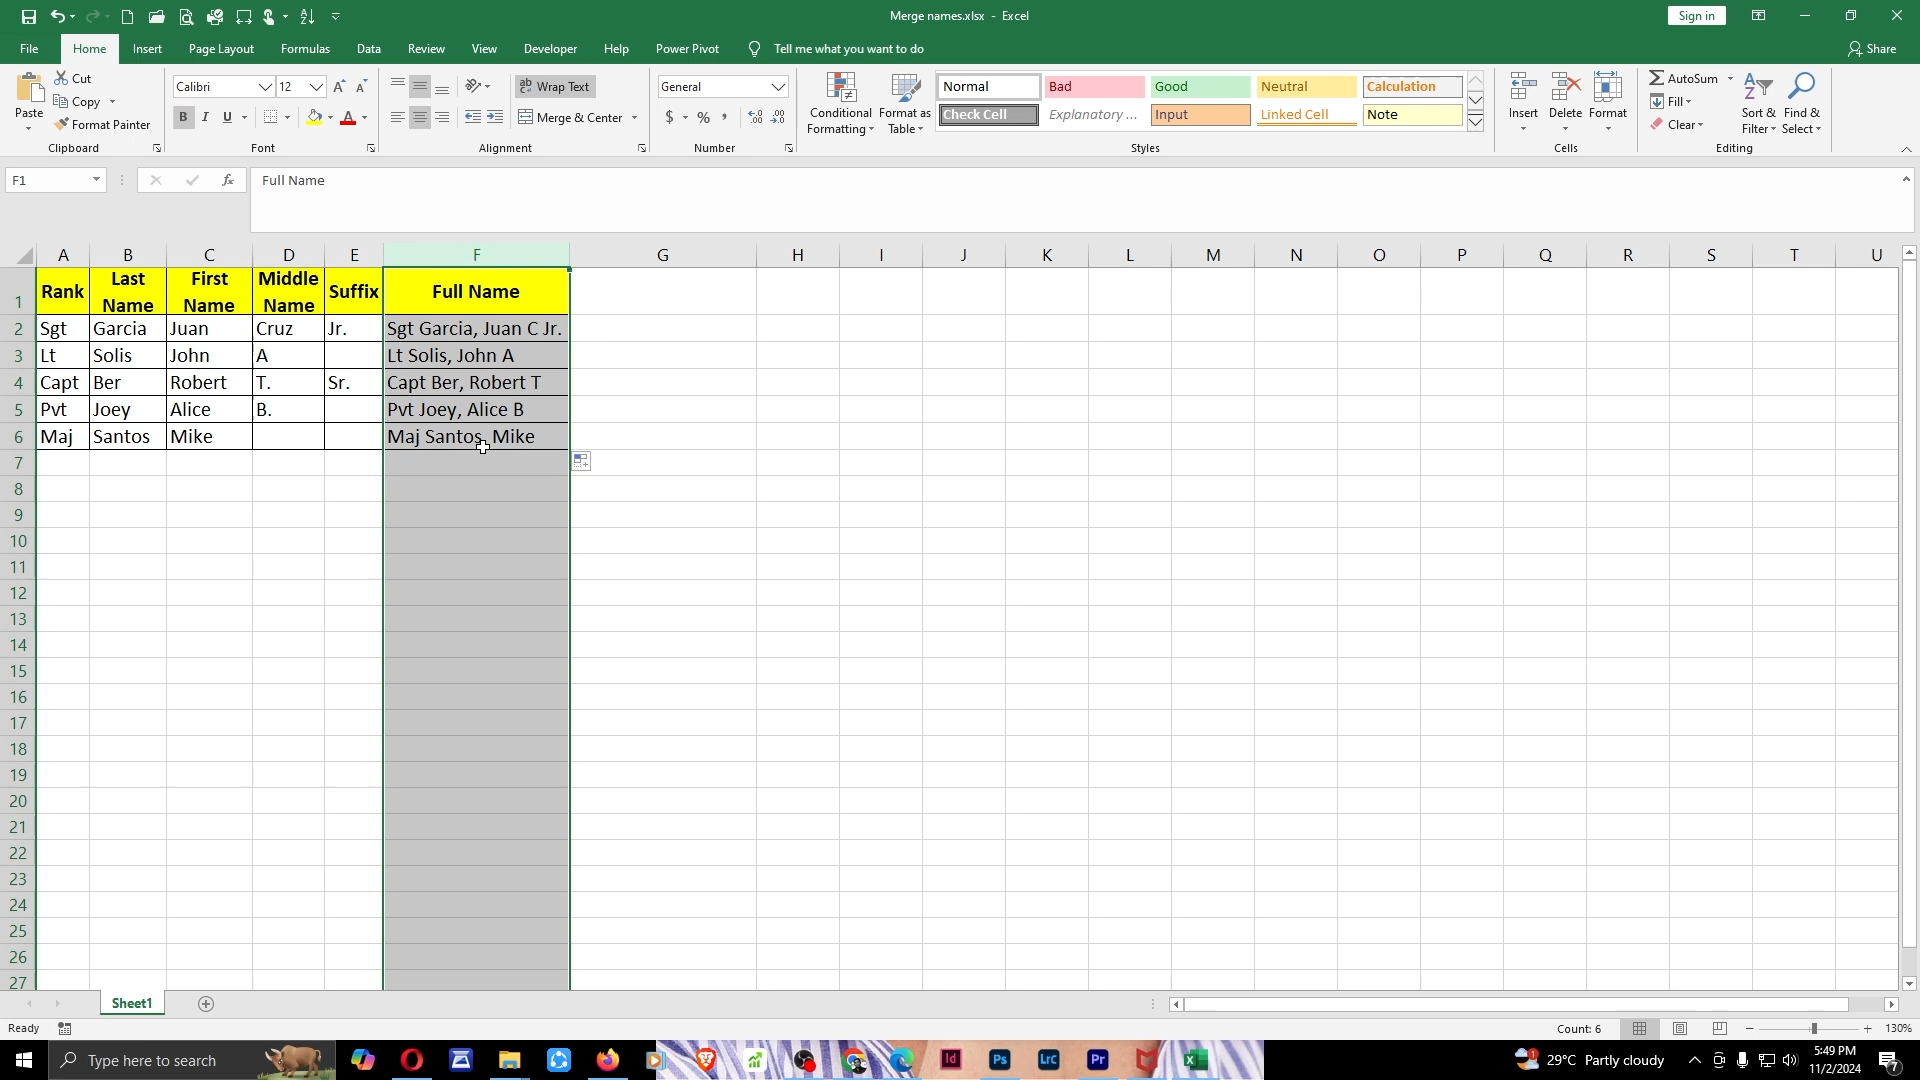 Merge names.xlsx - Excel
Sign in
File Home Insert Page Layout Formulas Data Review View Developer Help Power Pivot Tell me what you want to do Share
Paste Cut Copy Format Painter
Clipboard
Calibri 12
B I U A
Font
Wrap Text
Merge & Center
Alignment
General
$ %
Number
Conditional Formatting
Format as Table
Normal Bad Good Neutral Calculation
Check Cell Explanatory ... Input Linked Cell Note
Styles
Insert Delete Format
Cells
AutoSum
Fill
Clear
Sort & Filter
Find & Select
Editing
F1 fx Full Name
A B C D E F G H I J K L M N O P Q R S T U
1 Rank Last Name First Name Middle Name Suffix Full Name
2 Sgt Garcia Juan Cruz Jr. Sgt Garcia, Juan C Jr.
3 Lt Solis John A Lt Solis, John A
4 Capt Ber Robert T. Sr. Capt Ber, Robert T
5 Pvt Joey Alice B. Pvt Joey, Alice B
6 Maj Santos Mike Maj Santos, Mike
7
8
9
10
11
12
13
14
15
16
17
18
19
20
21
22
23
24
25
26
27
Sheet1
Ready Count: 6 130%
Type here to search
Id Ps Lrc Pr
29°C Partly cloudy
5:49 PM
11/2/2024
7